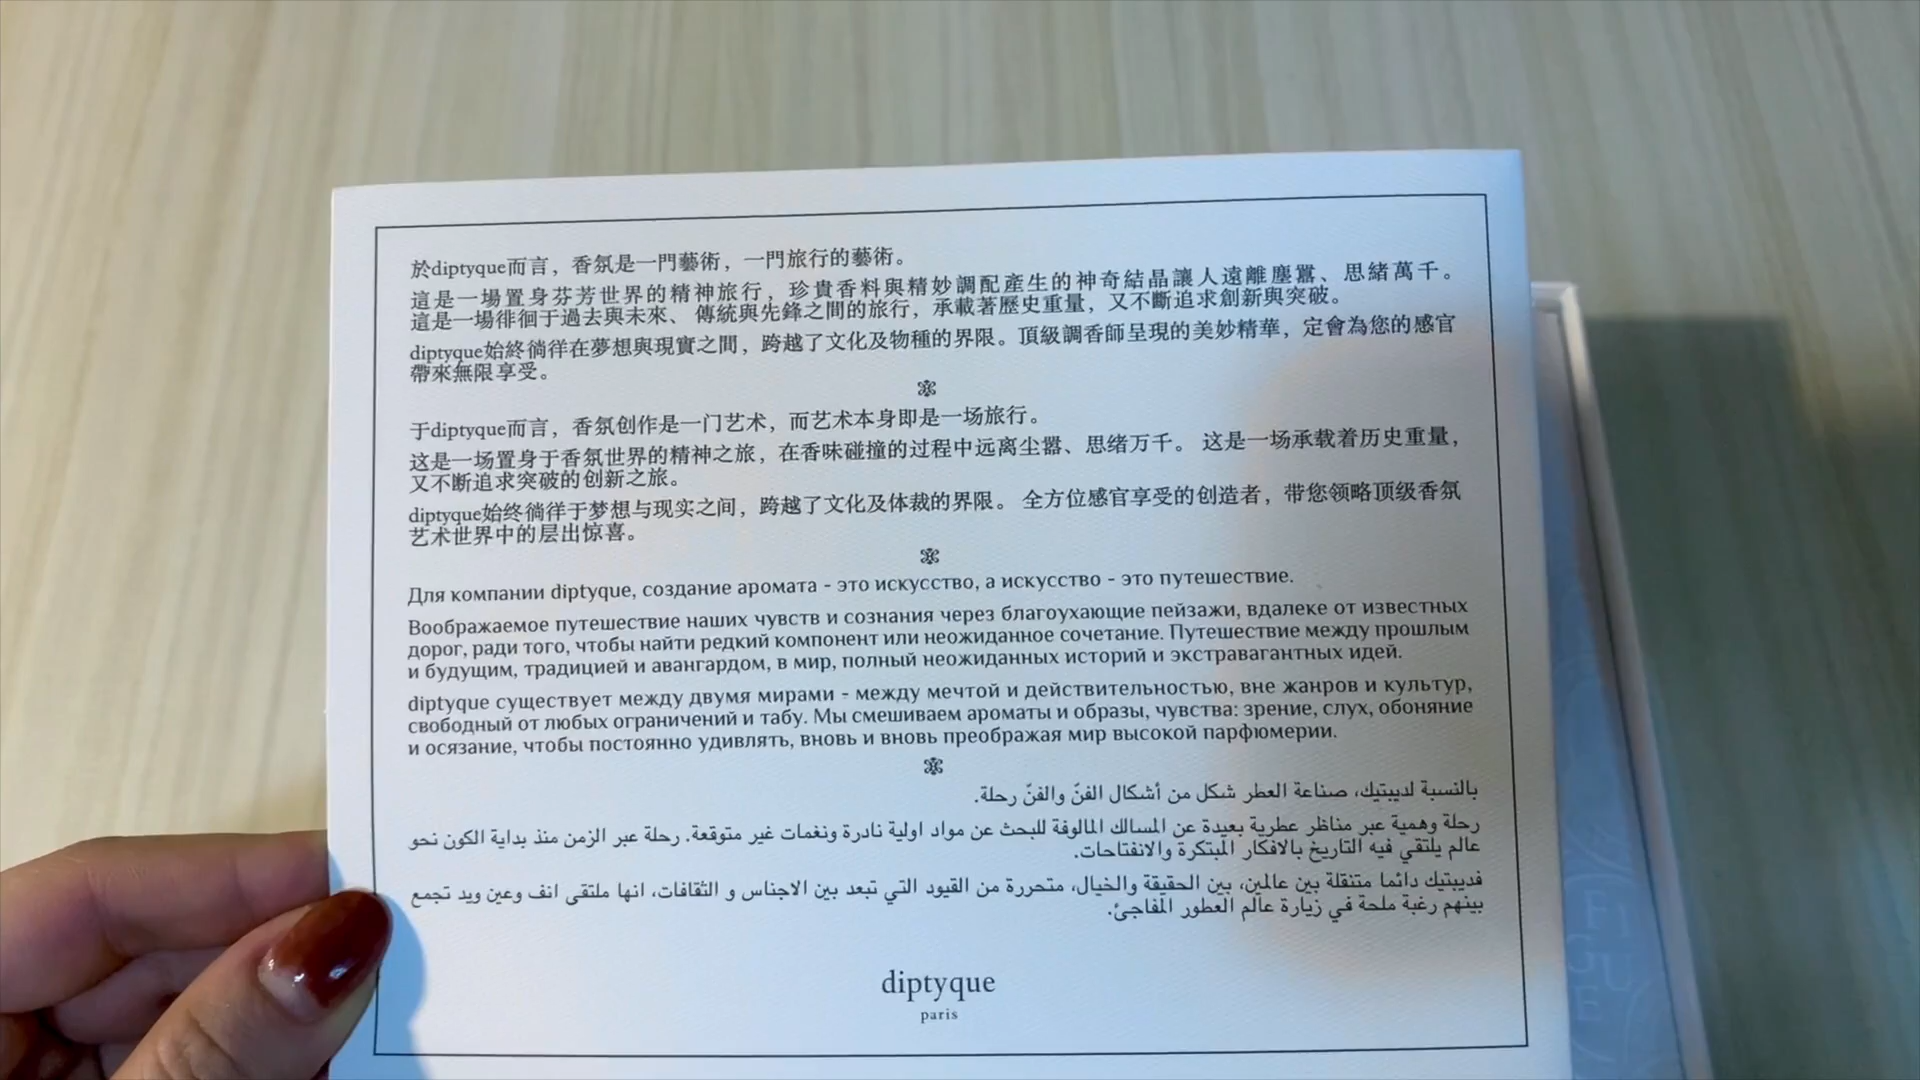 於diptyque而言，香氛是一門藝術，一門旅行的藝術。
這是一場置身芬芳世界的精神旅行，珍貴香料與精妙調配產生的神奇結晶讓人遠離塵囂、思緒萬千。
這是一場徘徊于過去與未來、傳統與先鋒之間的旅行，承載著歷史重量，又不斷追求創新與突破。
diptyque始終徜徉在夢想與現實之間，跨越了文化及物種的界限。頂級調香師呈現的美妙精華，定會為您的感官
帶來無限享受。
于diptyque而言，香氛创作是一门艺术，而艺术本身即是一场旅行。
这是一场置身于香氛世界的精神之旅，在香味碰撞的过程中远离尘嚣、思绪万千。 这是一场承载着历史重量，
又不断追求突破的创新之旅。
diptyque始终徜徉于梦想与现实之间，跨越了文化及体裁的界限。 全方位感官享受的创造者，带您领略顶级香氛
艺术世界中的层出惊喜。
Для компании diptyque, создание аромата - это искусство, а искусство - это путешествие.
Воображаемое путешествие наших чувств и сознания через благоухающие пейзажи, вдалеке от известных
дорог, ради того, чтобы найти редкий компонент или неожиданное сочетание. Путешествие между прошлым
и будущим, традицией и авангардом, в мир, полный неожиданных историй и экстравагантных идей.
diptyque существует между двумя мирами - между мечтой и действительностью, вне жанров и культур,
свободный от любых ограничений и табу. Мы смешиваем ароматы и образы, чувства: зрение, слух, обоняние
и осязание, чтобы постоянно удивлять, вновь и вновь преображая мир высокой парфюмерии.
بالنسبة لديبتيك، صناعة العطر شكل من أشكال الفنّ والفنّ رحلة.
رحلة وهمية عبر مناظر عطرية بعيدة عن المسالك المالوفة للبحث عن مواد اولية نادرة ونغمات غير متوقعة. رحلة عبر الزمن منذ بداية الكون نحو
عالم يلتقي فيه التاريخ بالافكار المبتكرة والانفتاحات.
فديبتيك دائما متنقلة بين عالمين، بين الحقيقة والخيال، متحررة من القيود التي تبعد بين الاجناس و الثقافات، انها ملتقى انف وعين ويد تجمع
بينهم رغبة ملحة في زيارة عالم العطور المفاجئ.
diptyque
paris